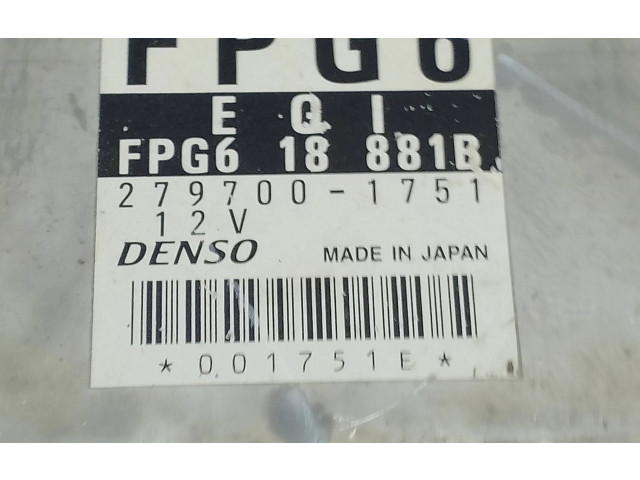 FPG6
E Q I
FPG6 18 881B
279700-1751
12V
DENSO MADE IN JAPAN
*001751E*